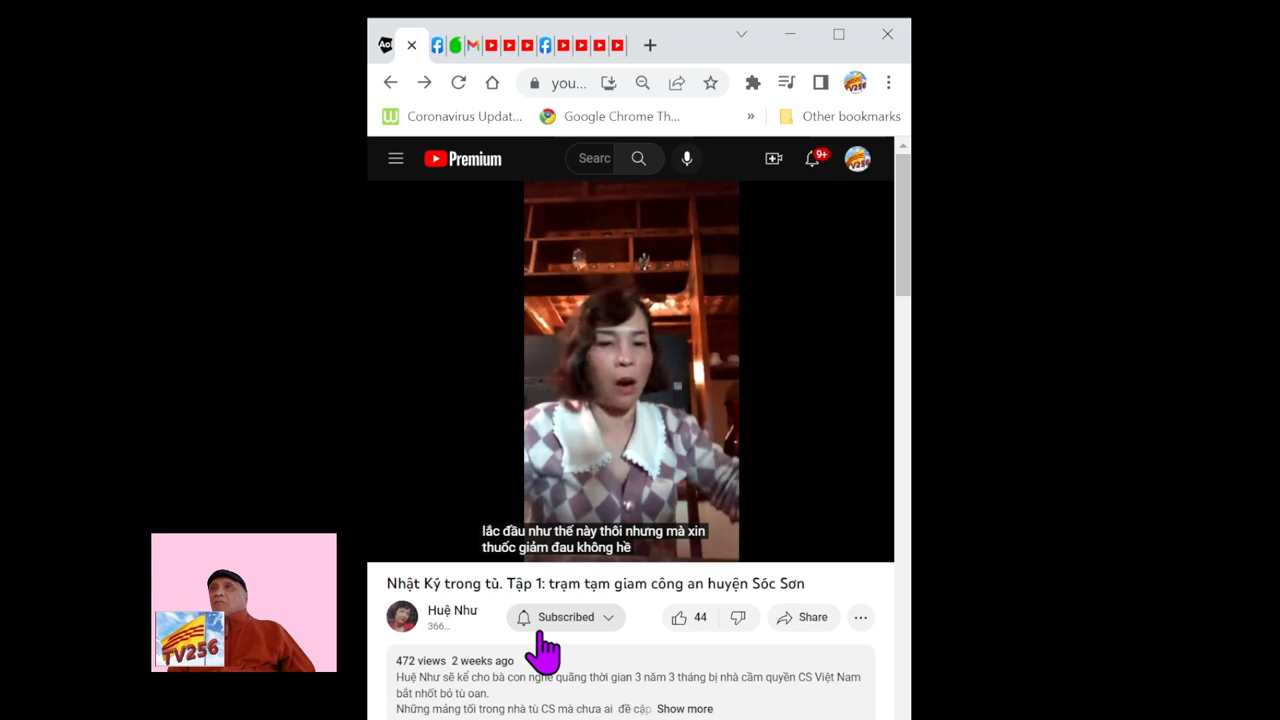 Ao
you...
Coronavirus Updat...
Google Chrome Th...
»
Other bookmarks
Premium
Searc
9+
lắc đầu như thế này thôi nhưng mà xin
thuốc giảm đau không hề
Nhật Ký trong tù. Tập 1: trạm tạm giam công an huyện Sóc Sơn
Huệ Như
366...
Subscribed
44
Share
472 views 2 weeks ago
Huệ Như sẽ kể cho bà con nghe quãng thời gian 3 năm 3 tháng bị nhà cầm quyền CS Việt Nam
bắt nhốt bỏ tù oan.
Những mảng tối trong nhà tù CS mà chưa ai đề cập Show more
TV256